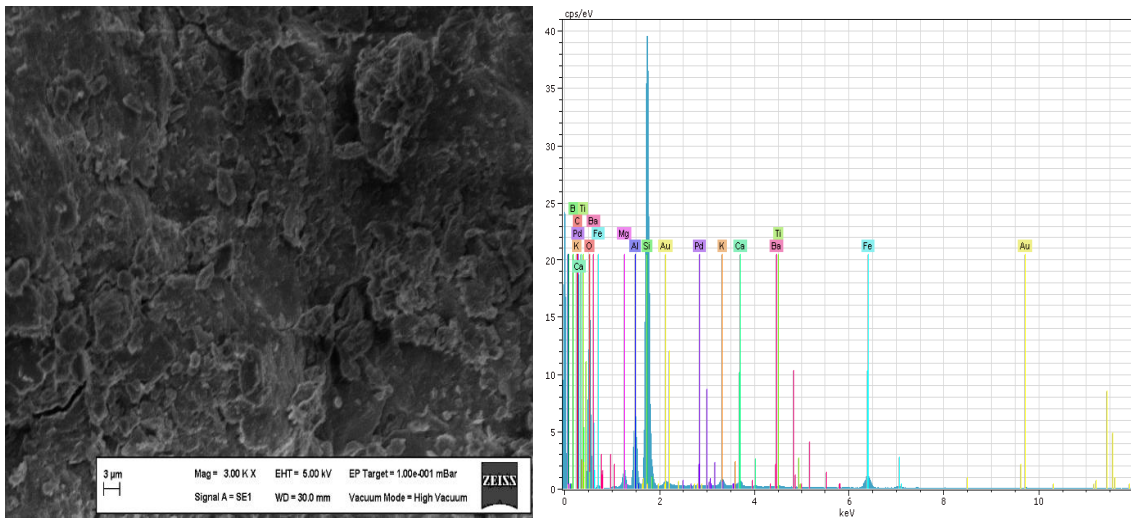 3 µm
Mag = 3.00 K X EHT = 5.00 kV EP Target = 1.00e-001 mBar
Signal A = SE1 WD = 30.0 mm Vacuum Mode = High Vacuum
ZEISS
cps/eV
40
35
30
25
20
15
10
5
0
B Ti
C Ba
Pd Fe Mg Al Si Au Pd K Ca Ti Ba Fe Au
K O
Ca
0 2 4 6 8 10
keV